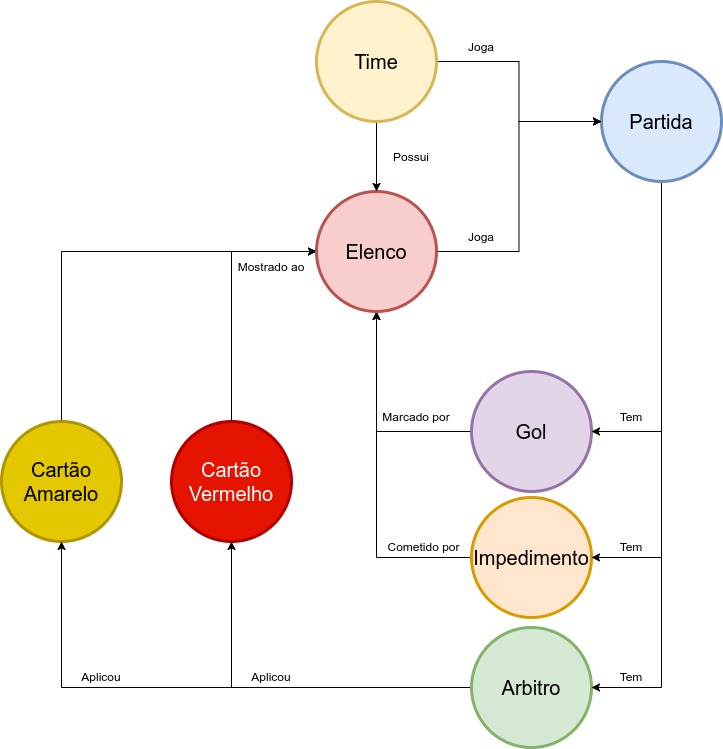 Time
Joga
Partida
Possui
Elenco
Joga
Mostrado ao
Marcado por
Gol
Tem
Cartão
Amarelo
Cartão
Vermelho
Cometido por
Impedimento
Tem
Aplicou
Aplicou
Arbitro
Tem